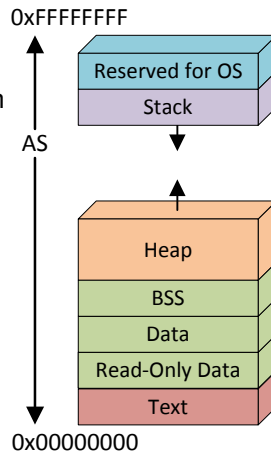 0xFFFFFFFF
Reserved for OS
n
Stack
AS
Heap
BSS
Data
Read-Only Data
Text
0x00000000